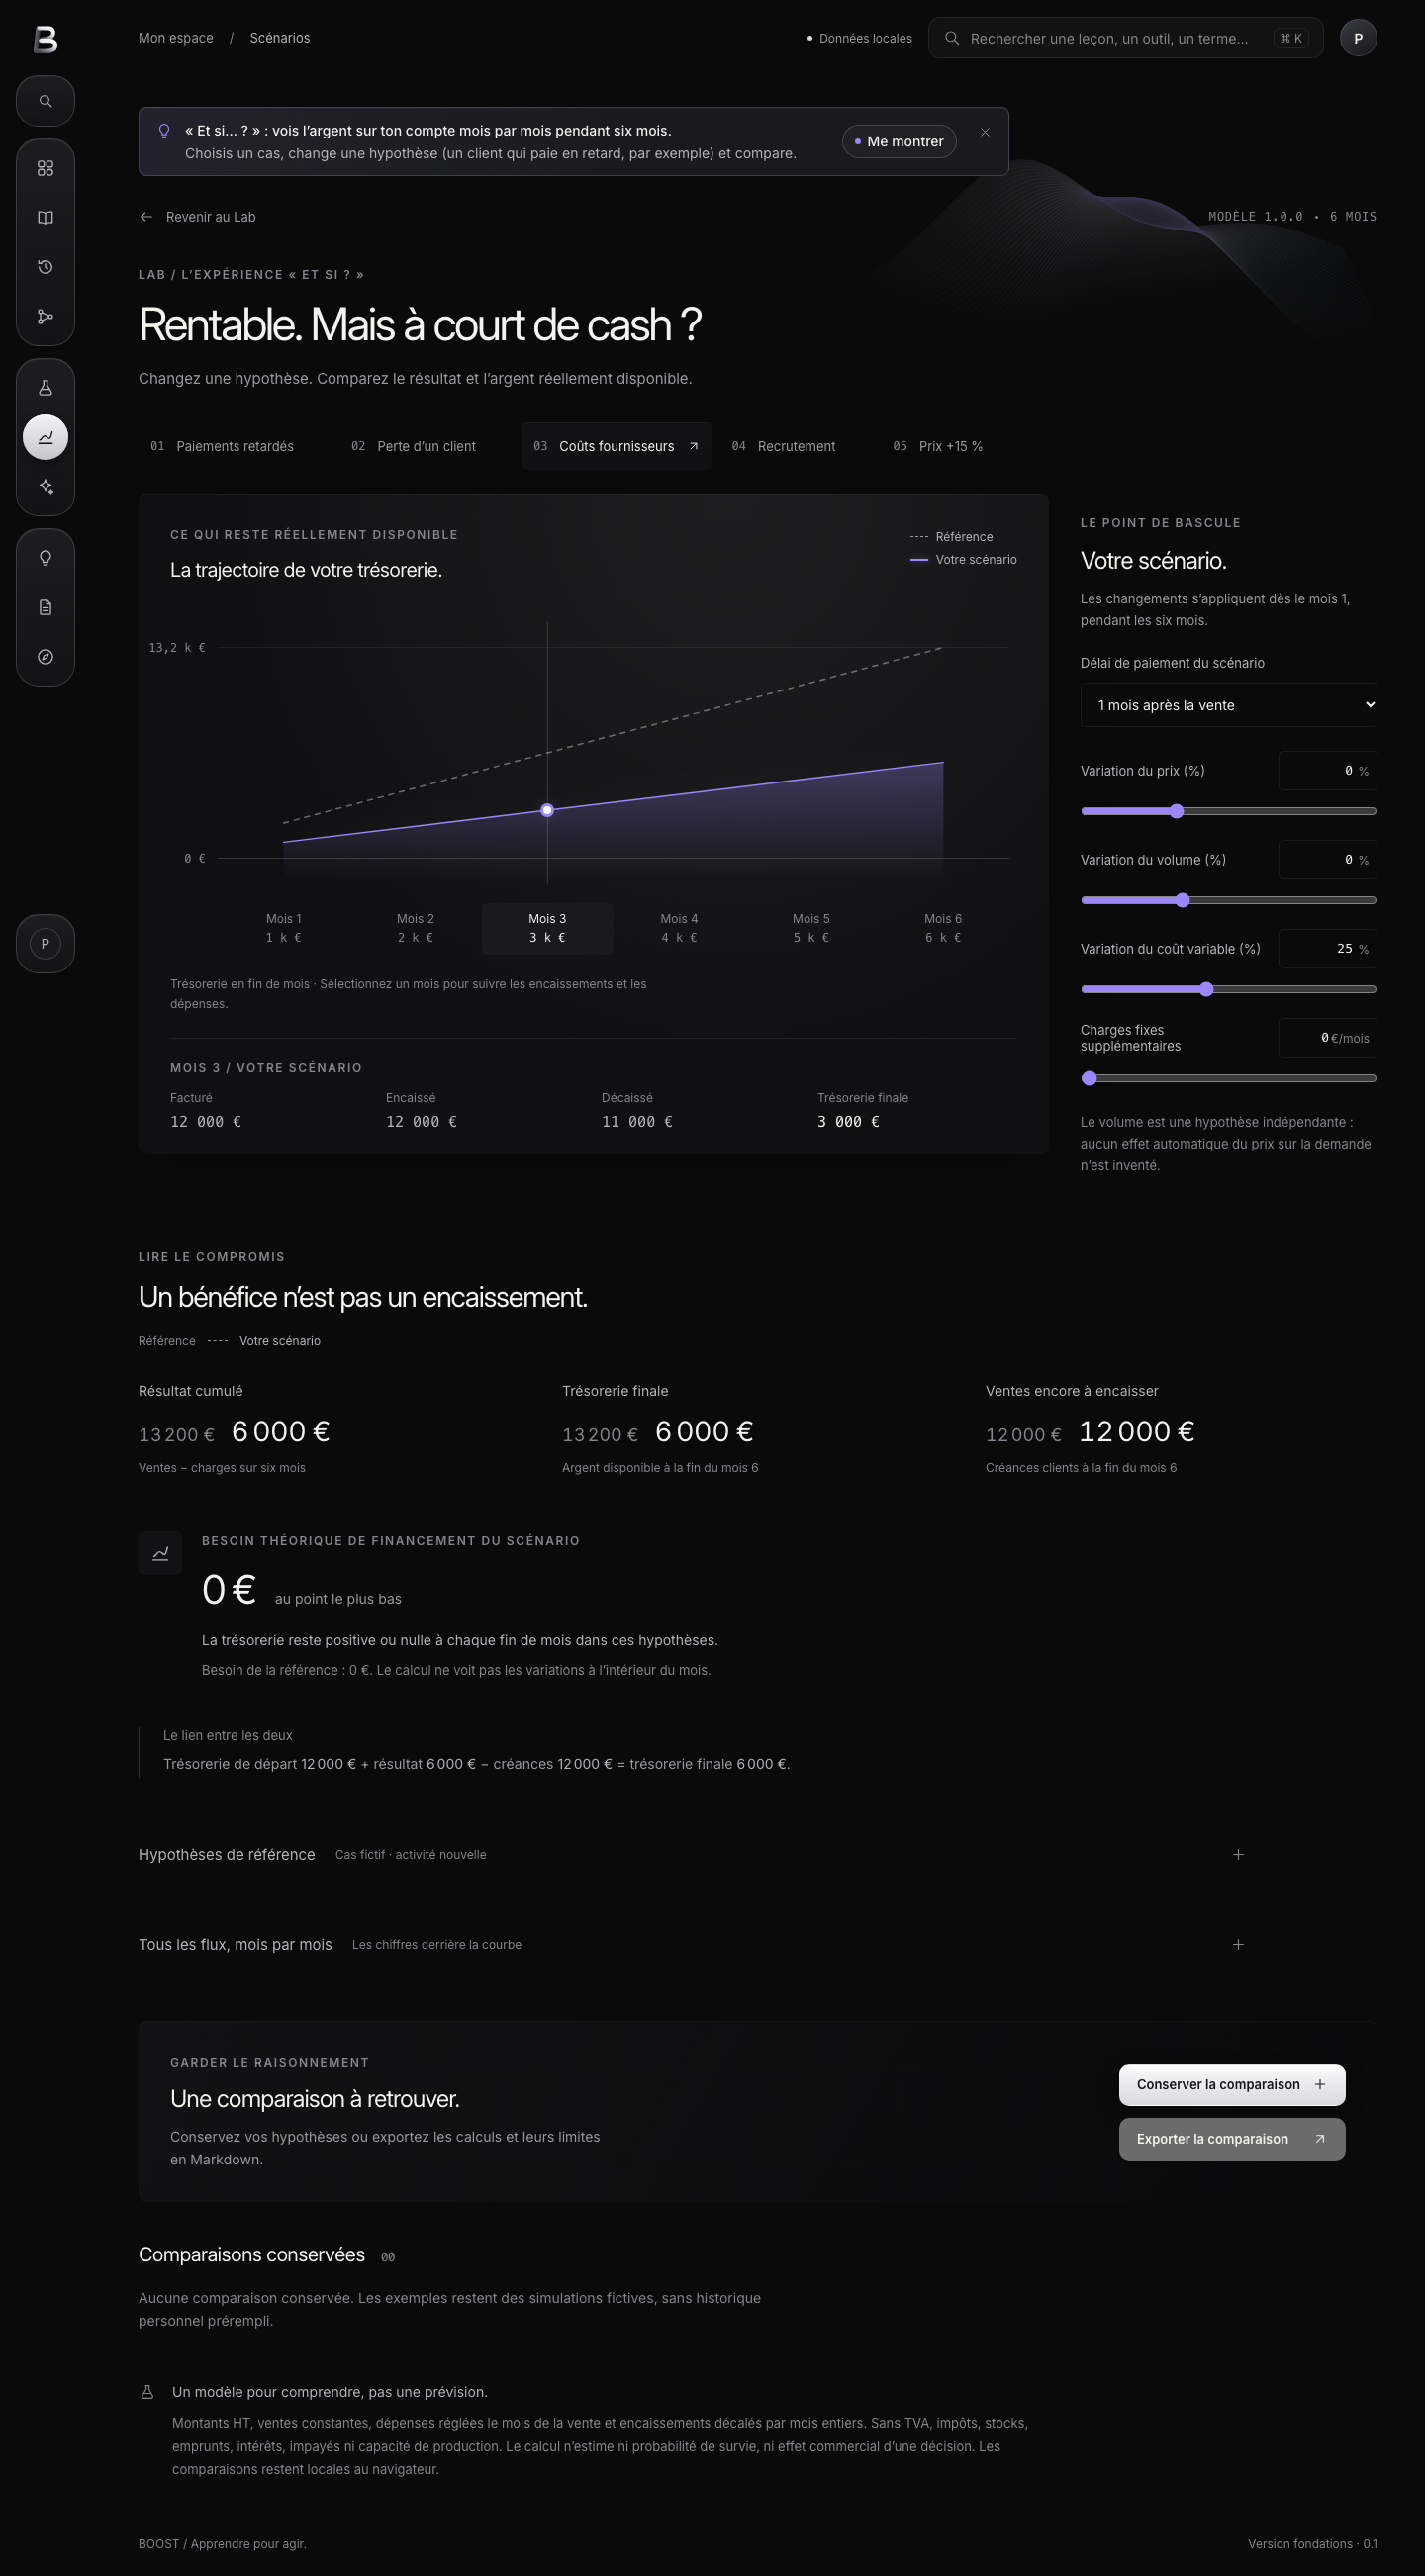 B
Mon espace / Scénarios
Données locales
Rechercher une leçon, un outil, un terme...
⌘ K
P
« Et si... ? » : vois l’argent sur ton compte mois par mois pendant six mois.
Choisis un cas, change une hypothèse (un client qui paie en retard, par exemple) et compare.
Me montrer
Revenir au Lab
MODÈLE 1.0.0 • 6 MOIS
LAB / L’EXPÉRIENCE « ET SI ? »
Rentable. Mais à court de cash ?
Changez une hypothèse. Comparez le résultat et l’argent réellement disponible.
01 Paiements retardés
02 Perte d’un client
03 Coûts fournisseurs
04 Recrutement
05 Prix +15 %
CE QUI RESTE RÉELLEMENT DISPONIBLE
La trajectoire de votre trésorerie.
Référence
Votre scénario
13,2 k €
0 €
Mois 1
1 k €
Mois 2
2 k €
Mois 3
3 k €
Mois 4
4 k €
Mois 5
5 k €
Mois 6
6 k €
Trésorerie en fin de mois · Sélectionnez un mois pour suivre les encaissements et les
dépenses.
MOIS 3 / VOTRE SCÉNARIO
Facturé
12 000 €
Encaissé
12 000 €
Décaissé
11 000 €
Trésorerie finale
3 000 €
LE POINT DE BASCULE
Votre scénario.
Les changements s’appliquent dès le mois 1,
pendant les six mois.
Délai de paiement du scénario
1 mois après la vente
Variation du prix (%)
0 %
Variation du volume (%)
0 %
Variation du coût variable (%)
25 %
Charges fixes
supplémentaires
0 €/mois
Le volume est une hypothèse indépendante :
aucun effet automatique du prix sur la demande
n’est inventé.
P
LIRE LE COMPROMIS
Un bénéfice n’est pas un encaissement.
Référence
Votre scénario
Résultat cumulé
13 200 € 6 000 €
Ventes − charges sur six mois
Trésorerie finale
13 200 € 6 000 €
Argent disponible à la fin du mois 6
Ventes encore à encaisser
12 000 € 12 000 €
Créances clients à la fin du mois 6
BESOIN THÉORIQUE DE FINANCEMENT DU SCÉNARIO
0 € au point le plus bas
La trésorerie reste positive ou nulle à chaque fin de mois dans ces hypothèses.
Besoin de la référence : 0 €. Le calcul ne voit pas les variations à l’intérieur du mois.
Le lien entre les deux
Trésorerie de départ 12 000 € + résultat 6 000 € − créances 12 000 € = trésorerie finale 6 000 €.
Hypothèses de référence Cas fictif · activité nouvelle
Tous les flux, mois par mois Les chiffres derrière la courbe
GARDER LE RAISONNEMENT
Une comparaison à retrouver.
Conservez vos hypothèses ou exportez les calculs et leurs limites
en Markdown.
Conserver la comparaison
Exporter la comparaison
Comparaisons conservées 00
Aucune comparaison conservée. Les exemples restent des simulations fictives, sans historique
personnel prérempli.
Un modèle pour comprendre, pas une prévision.
Montants HT, ventes constantes, dépenses réglées le mois de la vente et encaissements décalés par mois entiers. Sans TVA, impôts, stocks,
emprunts, intérêts, impayés ni capacité de production. Le calcul n’estime ni probabilité de survie, ni effet commercial d’une décision. Les
comparaisons restent locales au navigateur.
BOOST / Apprendre pour agir.
Version fondations · 0.1